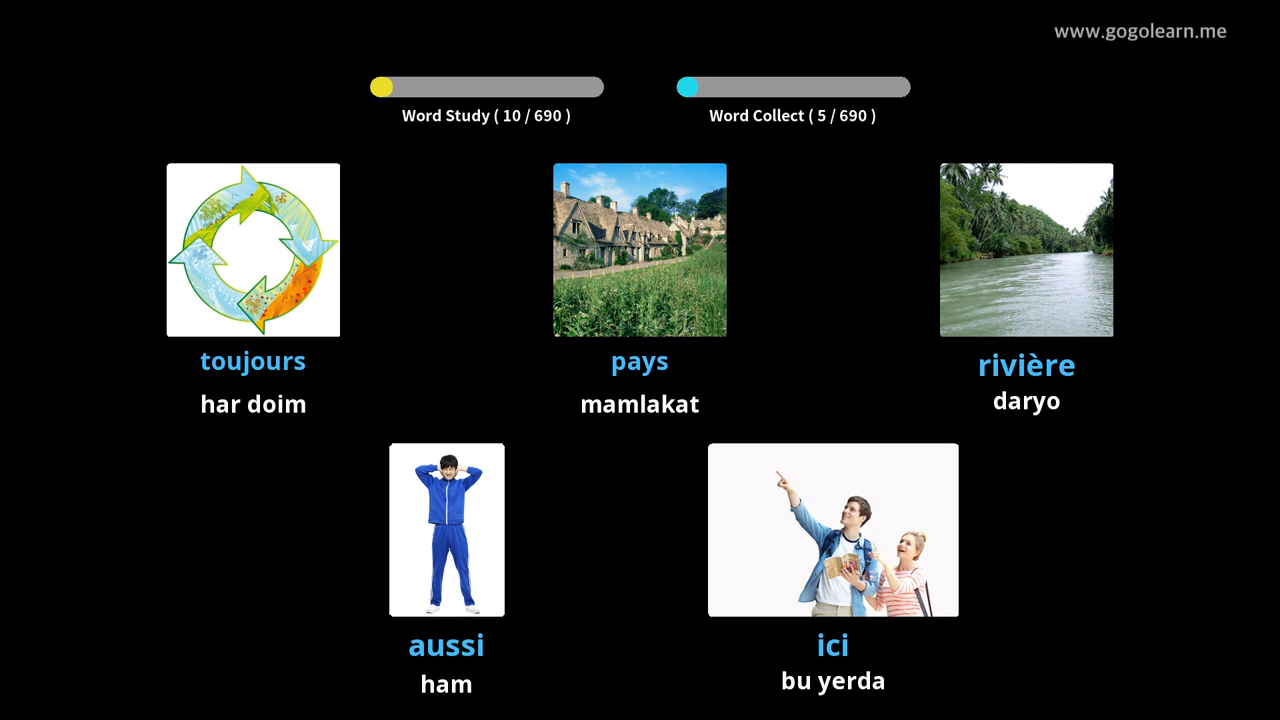 www.gogolearn.me
Word Study ( 10 / 690 )
Word Collect ( 5 / 690 )
toujours
har doim
pays
mamlakat
rivière
daryo
aussi
ham
ici
bu yerda